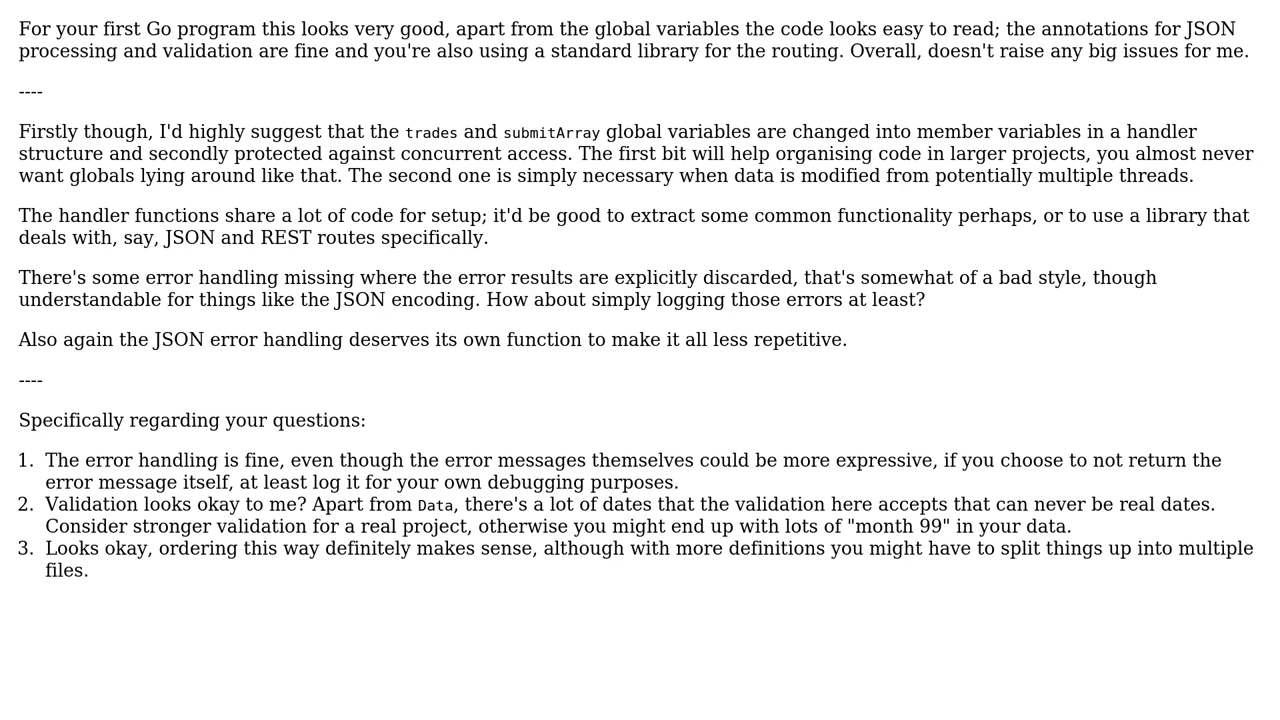 For your first Go program this looks very good, apart from the global variables the code looks easy to read; the annotations for JSON
processing and validation are fine and you're also using a standard library for the routing. Overall, doesn't raise any big issues for me.
----
Firstly though, I'd highly suggest that the trades and submitArray global variables are changed into member variables in a handler
structure and secondly protected against concurrent access. The first bit will help organising code in larger projects, you almost never
want globals lying around like that. The second one is simply necessary when data is modified from potentially multiple threads.
The handler functions share a lot of code for setup; it'd be good to extract some common functionality perhaps, or to use a library that
deals with, say, JSON and REST routes specifically.
There's some error handling missing where the error results are explicitly discarded, that's somewhat of a bad style, though
understandable for things like the JSON encoding. How about simply logging those errors at least?
Also again the JSON error handling deserves its own function to make it all less repetitive.
----
Specifically regarding your questions:
1. The error handling is fine, even though the error messages themselves could be more expressive, if you choose to not return the
error message itself, at least log it for your own debugging purposes.
2. Validation looks okay to me? Apart from Data, there's a lot of dates that the validation here accepts that can never be real dates.
Consider stronger validation for a real project, otherwise you might end up with lots of "month 99" in your data.
3. Looks okay, ordering this way definitely makes sense, although with more definitions you might have to split things up into multiple
files.